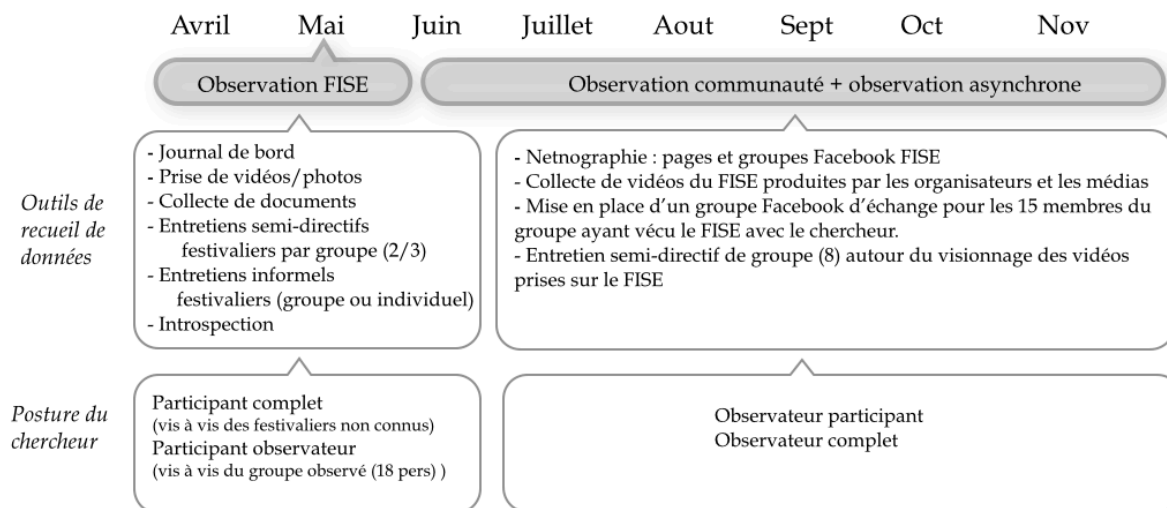 Avril Mai Juin Juillet Aout Sept Oct Nov
Observation FISE
Observation communauté + observation asynchrone
Outils de
recueil de
données
- Journal de bord
- Prise de vidéos/photos
- Collecte de documents
- Entretiens semi-directifs
festivaliers par groupe (2/3)
- Entretiens informels
festivaliers (groupe ou individuel)
- Introspection
- Netnographie : pages et groupes Facebook FISE
- Collecte de vidéos du FISE produites par les organisateurs et les médias
- Mise en place d'un groupe Facebook d'échange pour les 15 membres du
groupe ayant vécu le FISE avec le chercheur.
- Entretien semi-directif de groupe (8) autour du visionnage des vidéos
prises sur le FISE
Posture du
chercheur
Participant complet
(vis à vis des festivaliers non connus)
Participant observateur
(vis à vis du groupe observé (18 pers) )
Observateur participant
Observateur complet